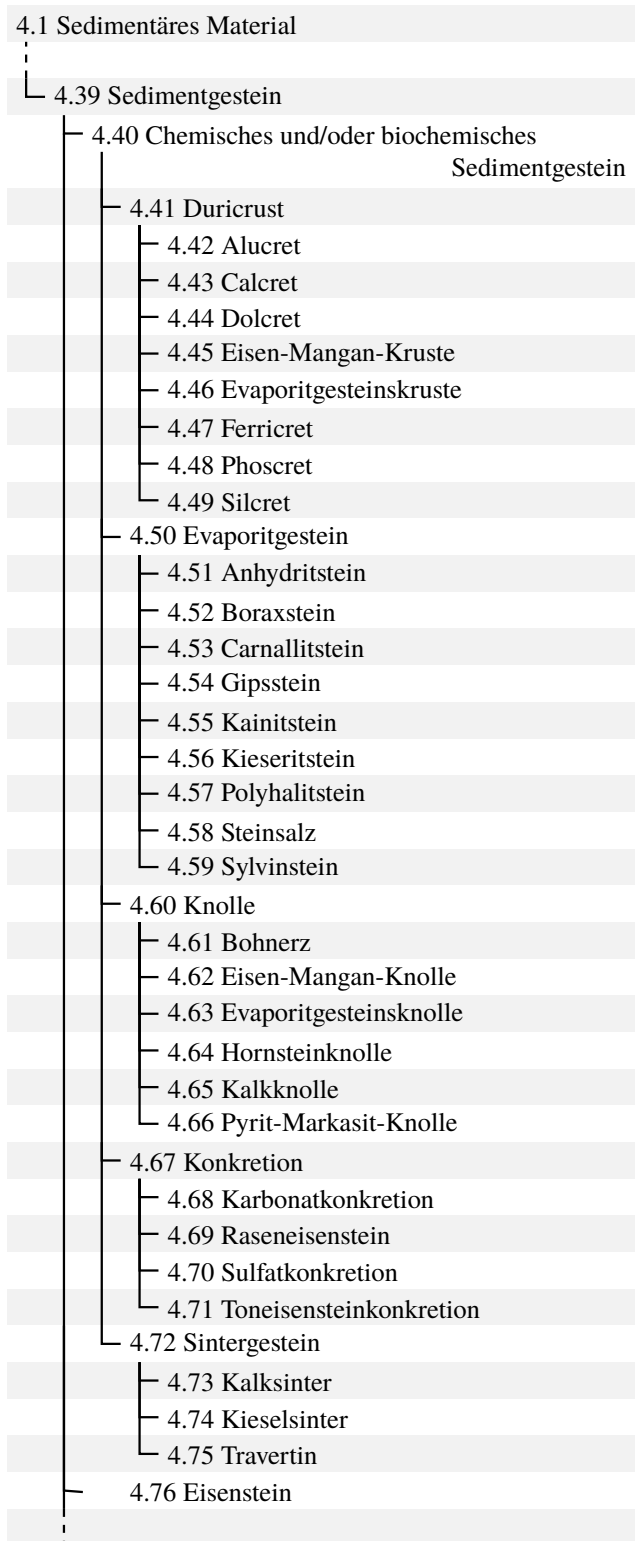 4.1 Sedimentäres Material
4.39 Sedimentgestein
4.40 Chemisches und/oder biochemisches
Sedimentgestein
4.41 Duricrust
4.42 Alucret
4.43 Calcret
4.44 Dolcret
4.45 Eisen-Mangan-Kruste
4.46 Evaporitgesteinskruste
4.47 Ferricret
4.48 Phoscret
4.49 Silcret
4.50 Evaporitgestein
4.51 Anhydritstein
4.52 Boraxstein
4.53 Carnallitstein
4.54 Gipsstein
4.55 Kainitstein
4.56 Kieseritstein
4.57 Polyhalitstein
4.58 Steinsalz
4.59 Sylvinstein
4.60 Knolle
4.61 Bohnerz
4.62 Eisen-Mangan-Knolle
4.63 Evaporitgesteinsknolle
4.64 Hornsteinknolle
4.65 Kalkknolle
4.66 Pyrit-Markasit-Knolle
4.67 Konkretion
4.68 Karbonatkonkretion
4.69 Raseneisenstein
4.70 Sulfatkonkretion
4.71 Toneisensteinkonkretion
4.72 Sintergestein
4.73 Kalksinter
4.74 Kieselsinter
4.75 Travertin
4.76 Eisenstein